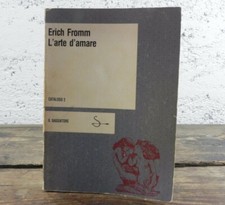 Erich Fromm
L'arte d'amare
IL SAGGIATORE